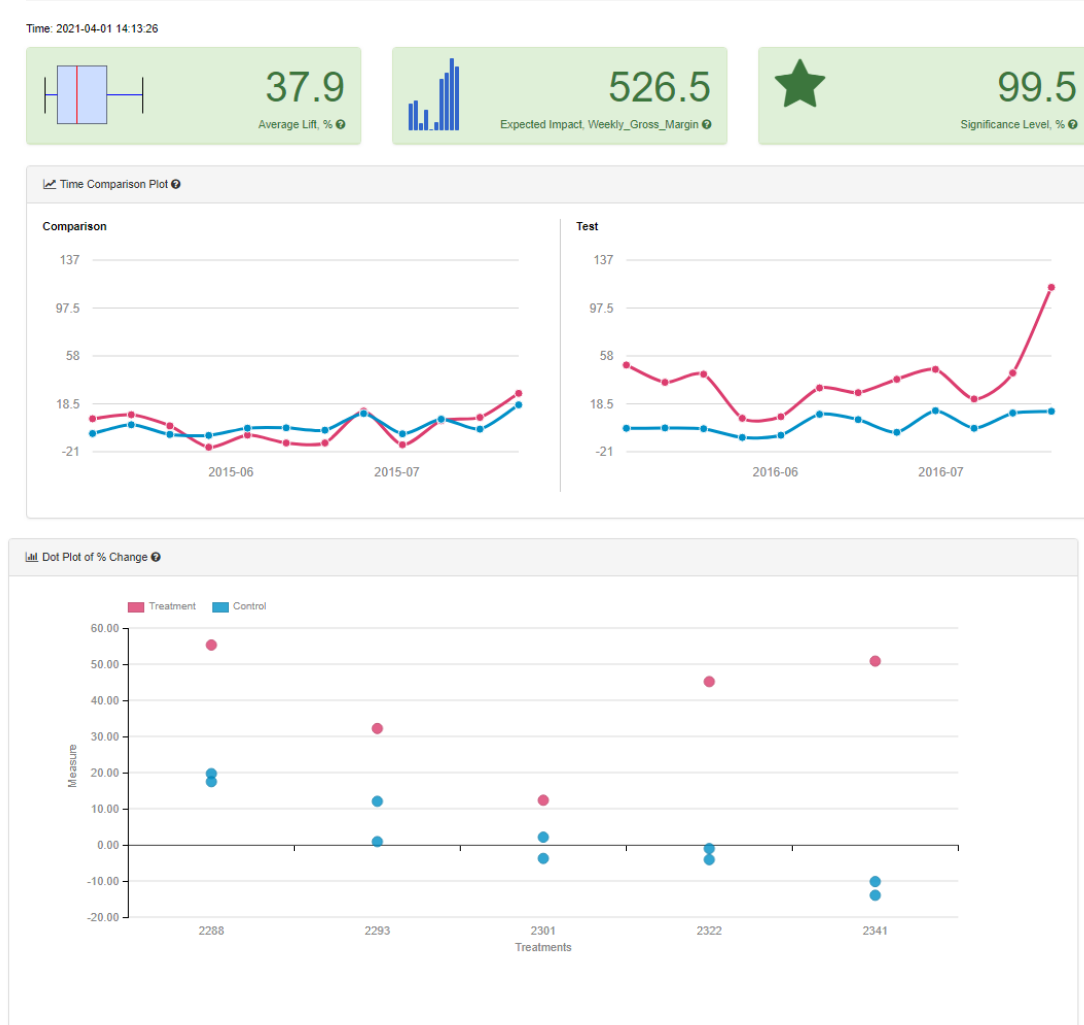 Time: 2021-04-01 14:13:26
37.9
Average Lift, %
526.5
Expected Impact, Weekly_Gross_Margin
99.5
Significance Level, %
Time Comparison Plot
Comparison
137
97.5
58
18.5
-21
2015-06 2015-07
Test
137
97.5
58
18.5
-21
2016-06 2016-07
Dot Plot of % Change
Treatment Control
60.00
50.00
40.00
30.00
20.00
10.00
0.00
-10.00
-20.00
Measure
2288 2293 2301 2322 2341
Treatments